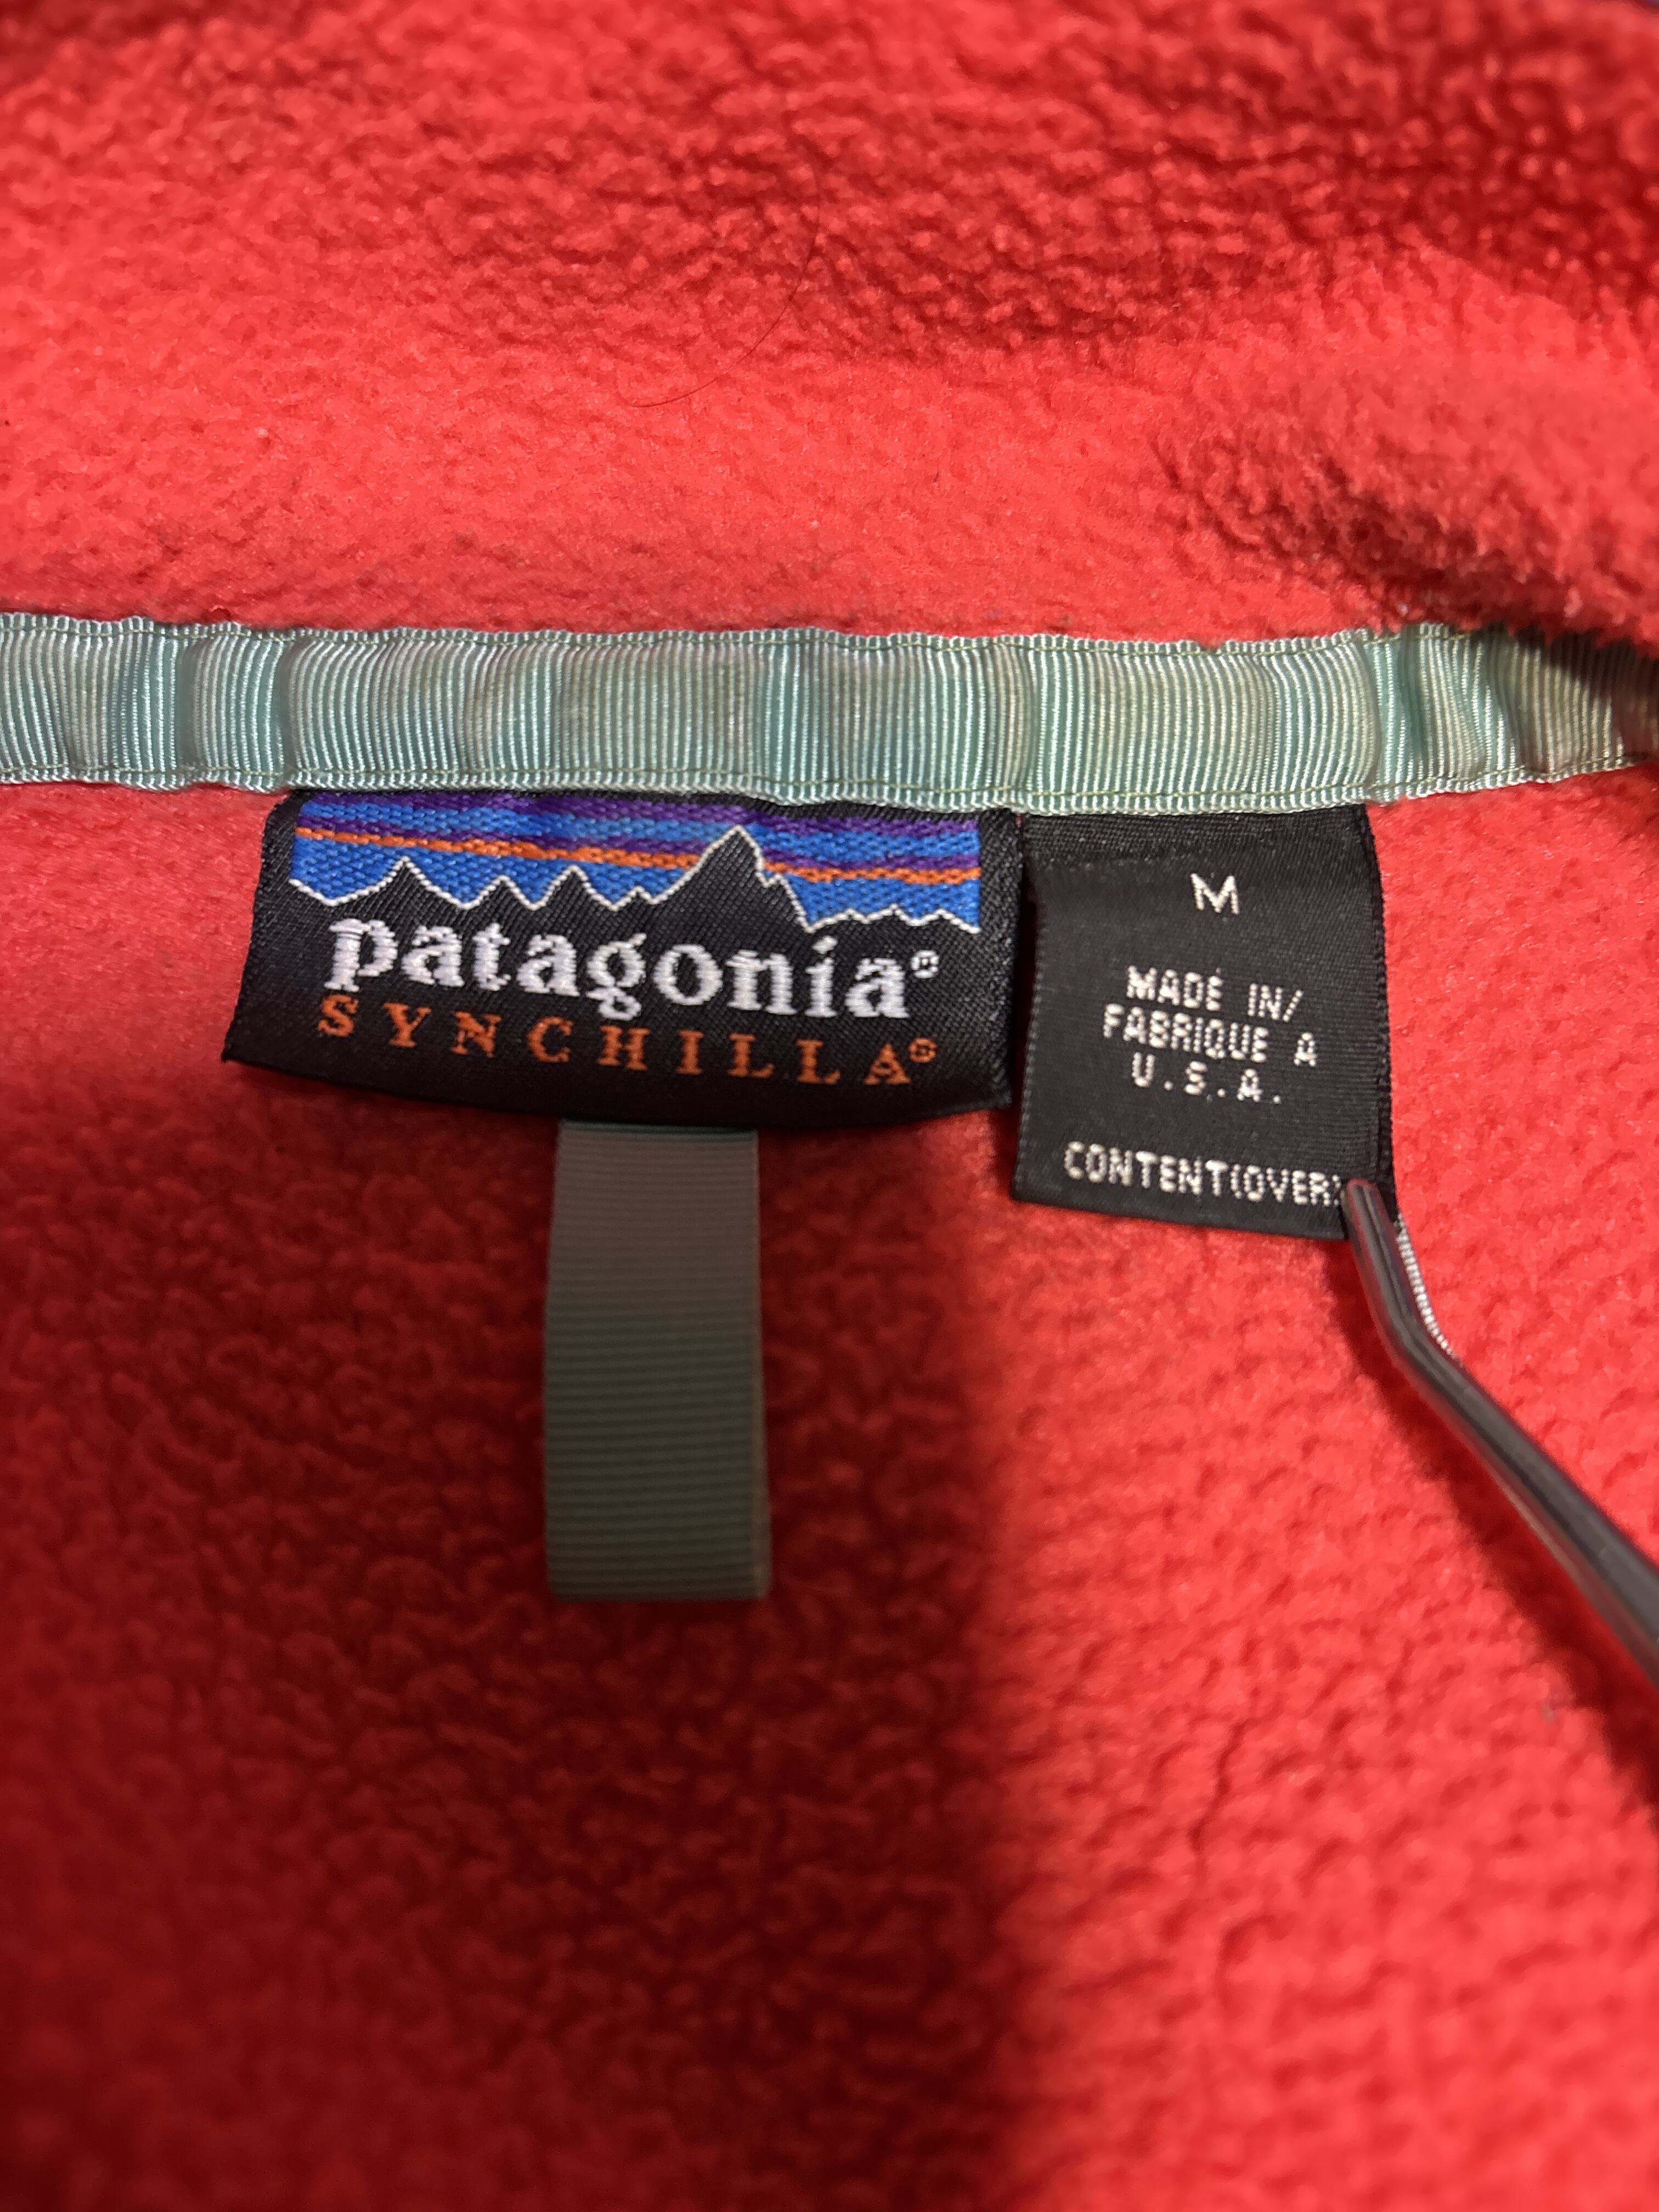 patagonia®
SYNCHILLA®
M
MADE IN/
FABRIQUE A
U.S.A.
CONTENT(OVER)